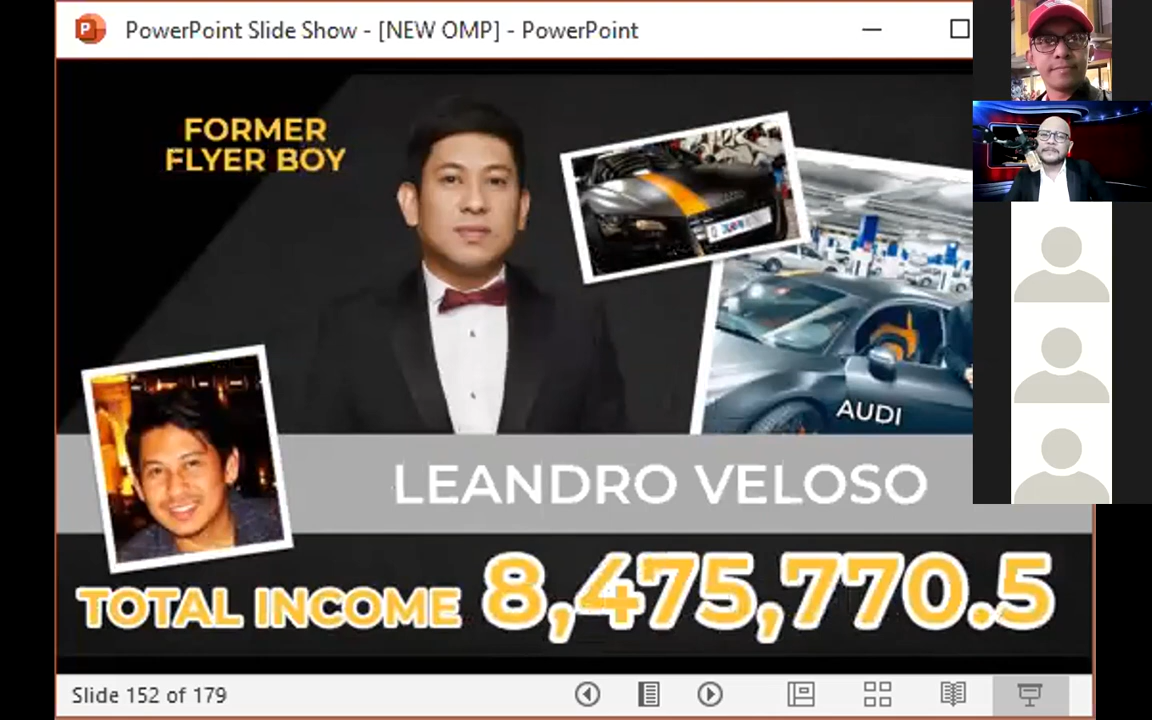 PowerPoint Slide Show - [NEW OMP] - PowerPoint
FORMER
FLYER BOY
AUDI
LEANDRO VELOSO
TOTAL INCOME 8,475,770.5
Slide 152 of 179